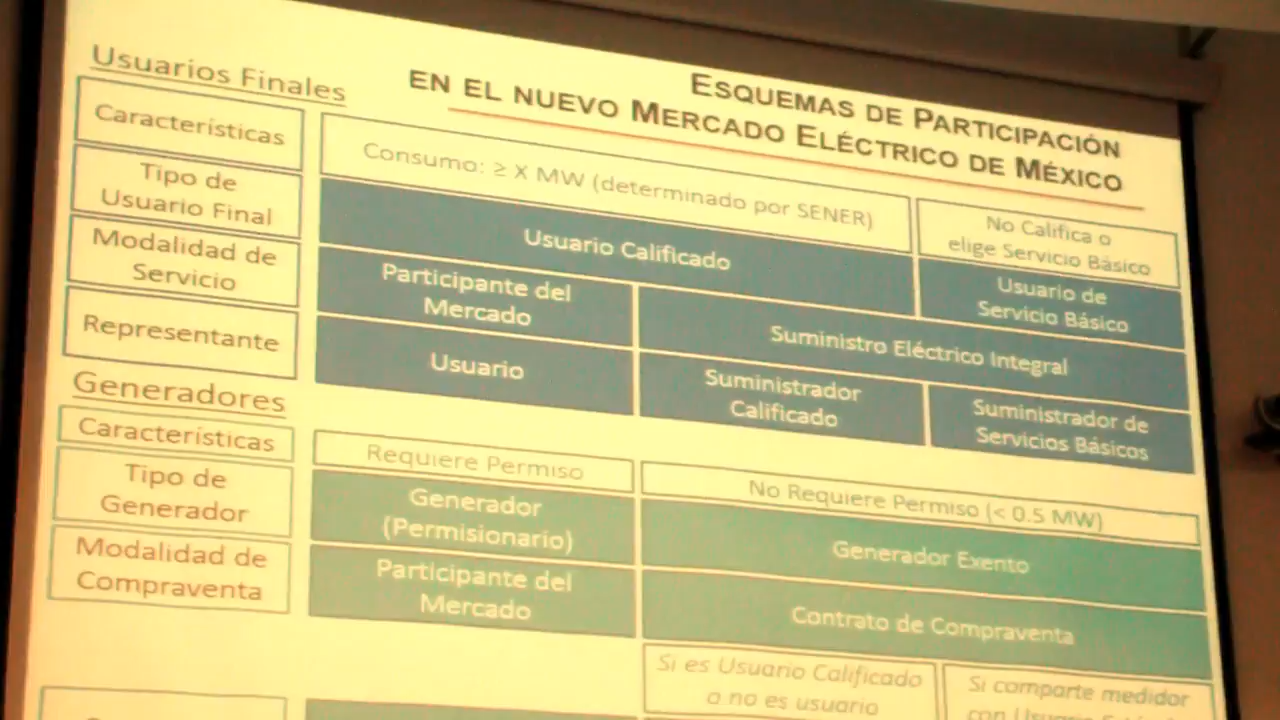 Usuarios Finales
ESQUEMAS DE PARTICIPACIÓN
EN EL NUEVO MERCADO ELÉCTRICO DE MÉXICO
Características
Consumo: ≥ X MW (determinado por SENER)
No Califica o
elige Servicio Básico
Tipo de
Usuario Final
Usuario Calificado
Usuario de
Servicio Básico
Modalidad de
Servicio
Participante del
Mercado
Suministro Eléctrico Integral
Representante
Usuario
Suministrador
Calificado
Suministrador de
Servicios Básicos
Generadores
Características
Requiere Permiso
No Requiere Permiso (< 0.5 MW)
Tipo de
Generador
Generador
(Permisionario)
Generador Exento
Modalidad de
Compraventa
Participante del
Mercado
Contrato de Compraventa
Si es Usuario Calificado
o no es usuario
Si comparte medidor
con